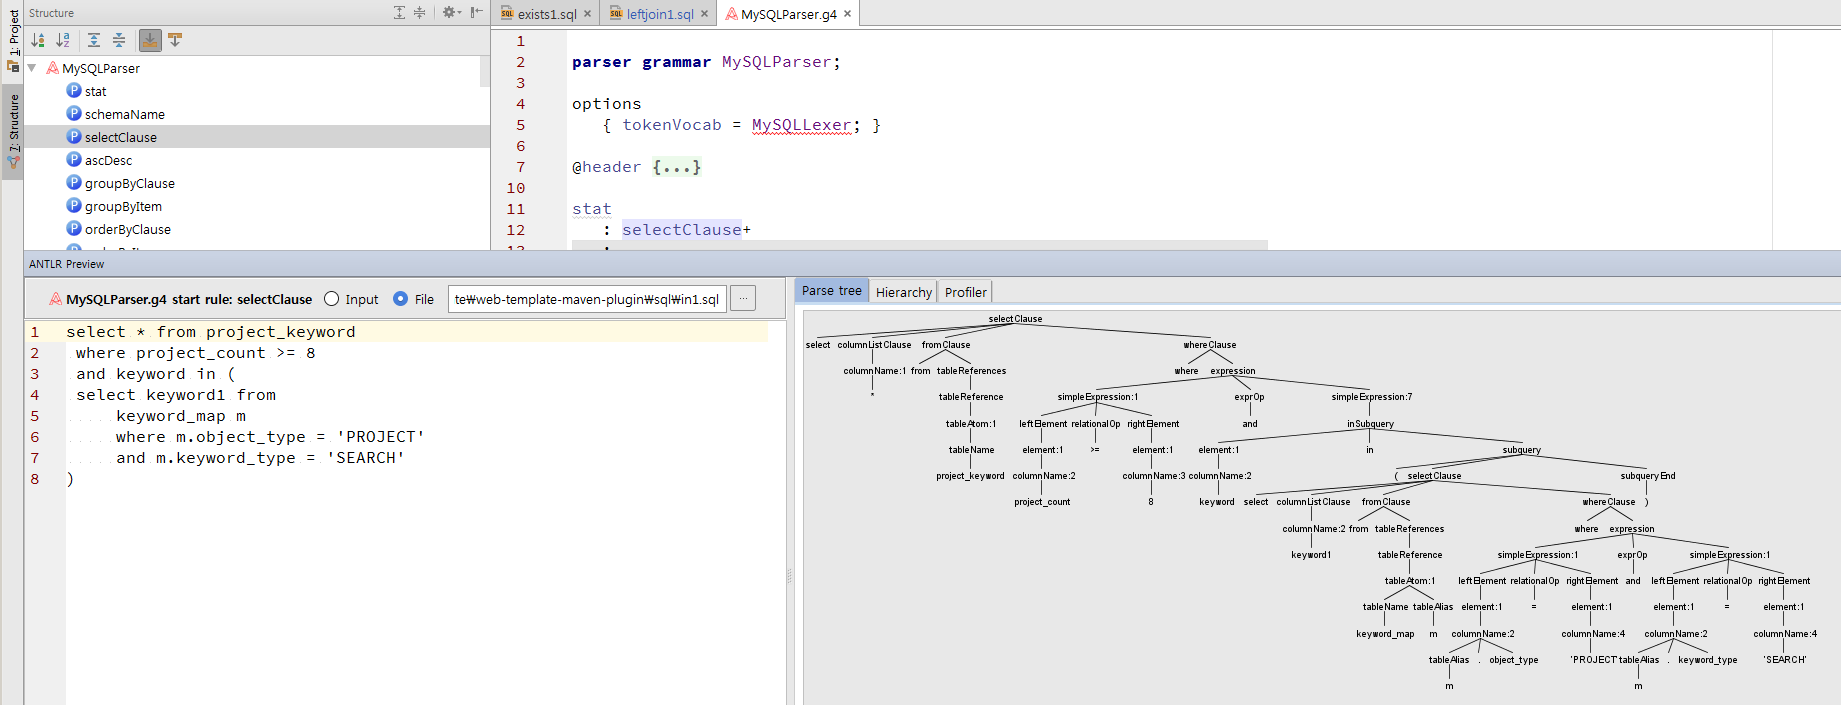 1: Project
7: Structure
Structure
MySQLParser
stat
schemaName
selectClause
ascDesc
groupByClause
groupByItem
orderByClause
exists1.sql
leftjoin1.sql
MySQLParser.g4
1
2 parser grammar MySQLParser;
3
4 options
5 { tokenVocab = MySQLLexer; }
6
7 @header {...}
10
11 stat
12 : selectClause+
13 ;
ANTLR Preview
MySQLParser.g4 start rule: selectClause Input File te₩web-template-maven-plugin₩sql₩in1.sql ...
1 select * from project_keyword
2 where project_count >= 8
3 and keyword in (
4 select keyword1 from
5 keyword_map m
6 where m.object_type = 'PROJECT'
7 and m.keyword_type = 'SEARCH'
8 )
Parse tree Hierarchy Profiler
selectClause
select columnListClause fromClause whereClause
columnName:1 from tableReferences where expression
* tableReference simpleExpression:1 exprOp simpleExpression:7
tableAtom:1 leftElement relationalOp rightElement and inSubquery
tableName element:1 >= element:1 element:1 in subquery
project_keyword columnName:2 columnName:3 columnName:2 ( selectClause subqueryEnd
project_count 8 keyword select columnListClause fromClause whereClause )
columnName:2 from tableReferences where expression
keyword1 tableReference simpleExpression:1 exprOp simpleExpression:1
tableAtom:1 leftElement relationalOp rightElement and leftElement relationalOp rightElement
tableName tableAlias element:1 = element:1 element:1 = element:1
keyword_map m columnName:2 columnName:4 columnName:2 columnName:4
tableAlias . object_type 'PROJECT' tableAlias . keyword_type 'SEARCH'
m m